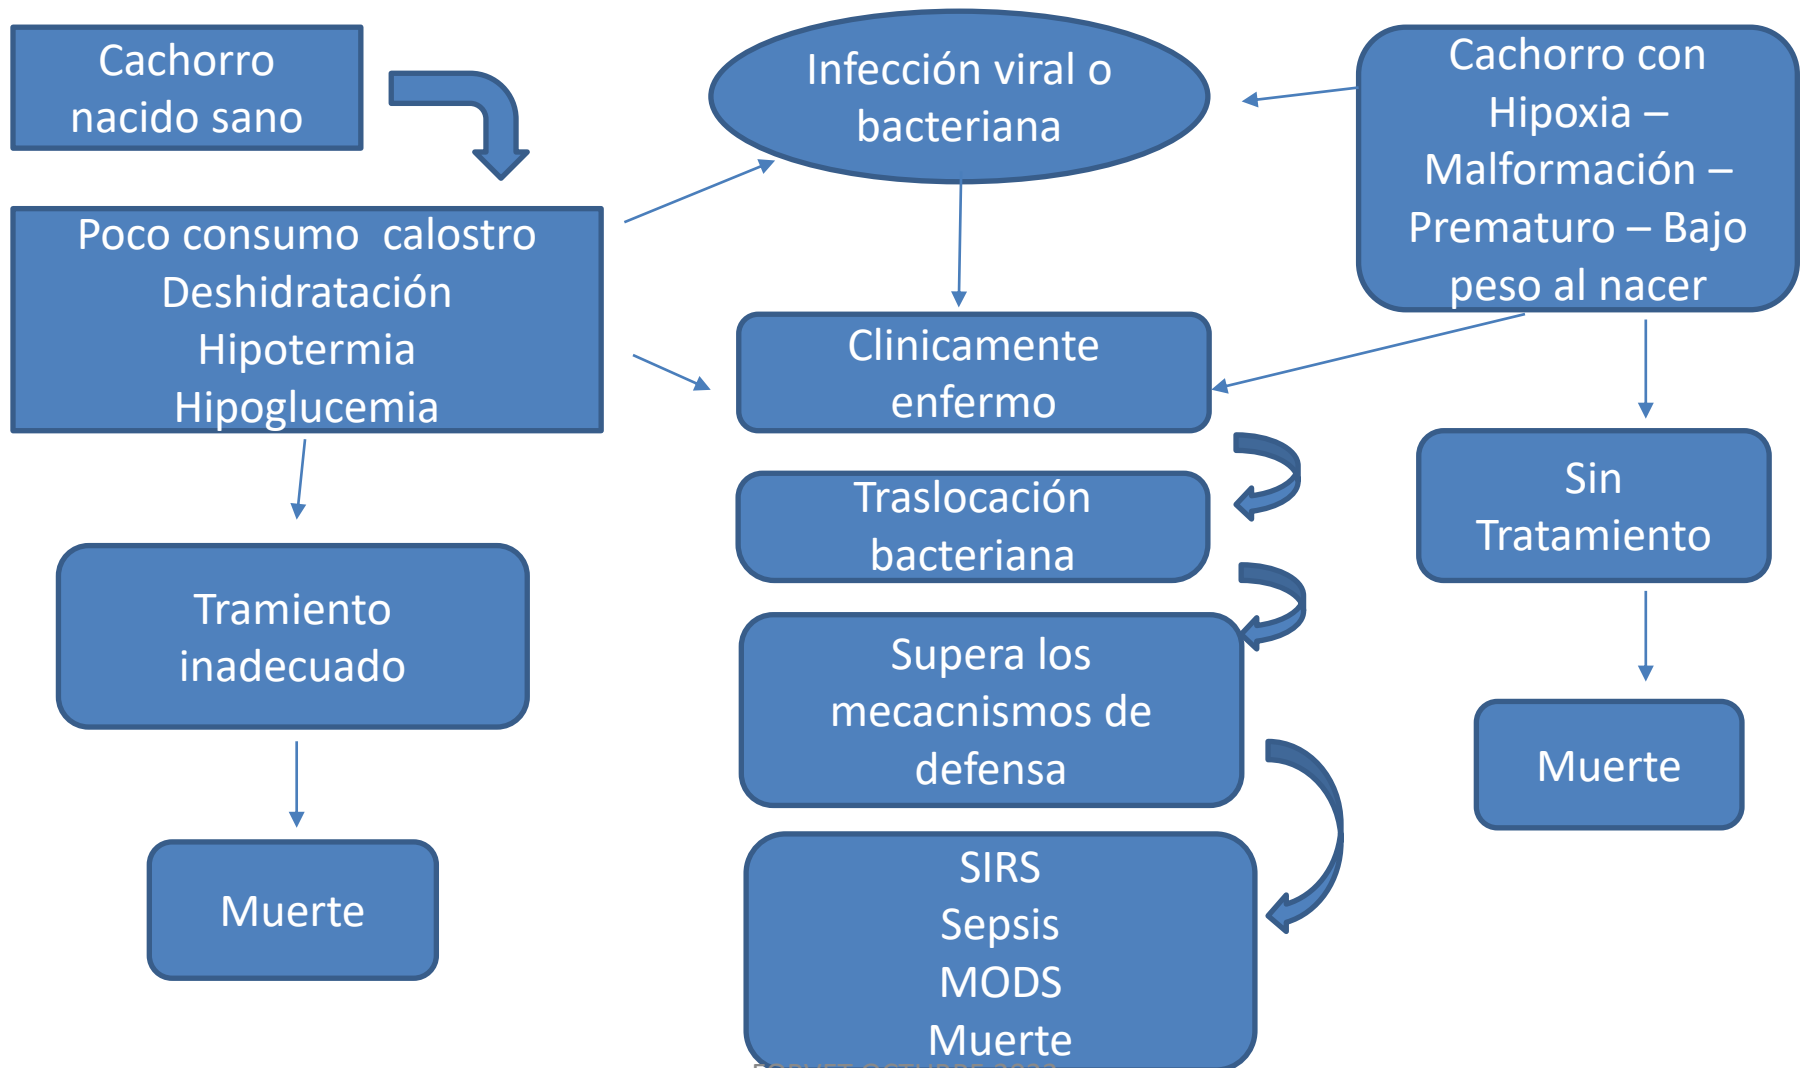 Cachorro
nacido sano
Infección viral o
bacteriana
Cachorro con
Hipoxia –
Malformación –
Prematuro – Bajo
peso al nacer
Poco consumo  calostro
Deshidratación
Hipotermia
Hipoglucemia
Clinicamente
enfermo
Traslocación
bacteriana
Sin
Tratamiento
Tramiento
inadecuado
Supera los
mecacnismos de
defensa
Muerte
Muerte
SIRS
Sepsis
MODS
Muerte
OCTUBRE 2022